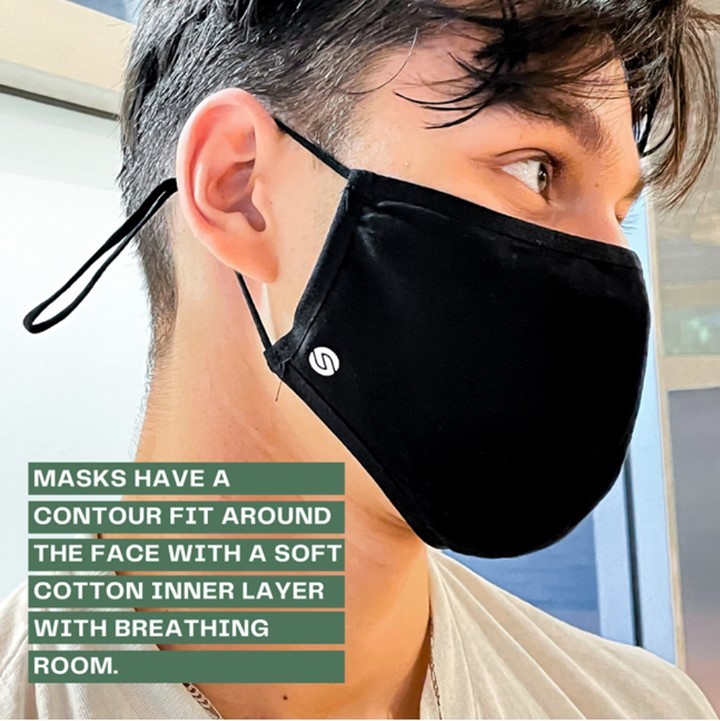 MASKS HAVE A
CONTOUR FIT AROUND
THE FACE WITH A SOFT
COTTON INNER LAYER
WITH BREATHING
ROOM.